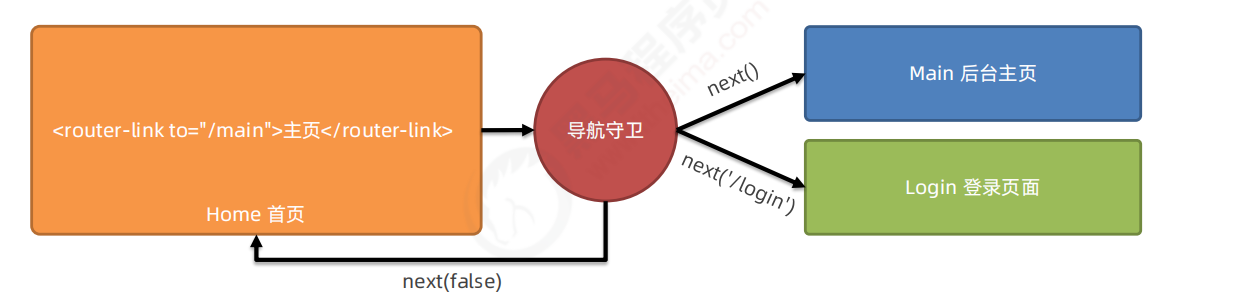 <router-link to="/main">主页</router-link>
Home 首页
导航守卫
next()
next('/login')
next(false)
Main 后台主页
Login 登录页面